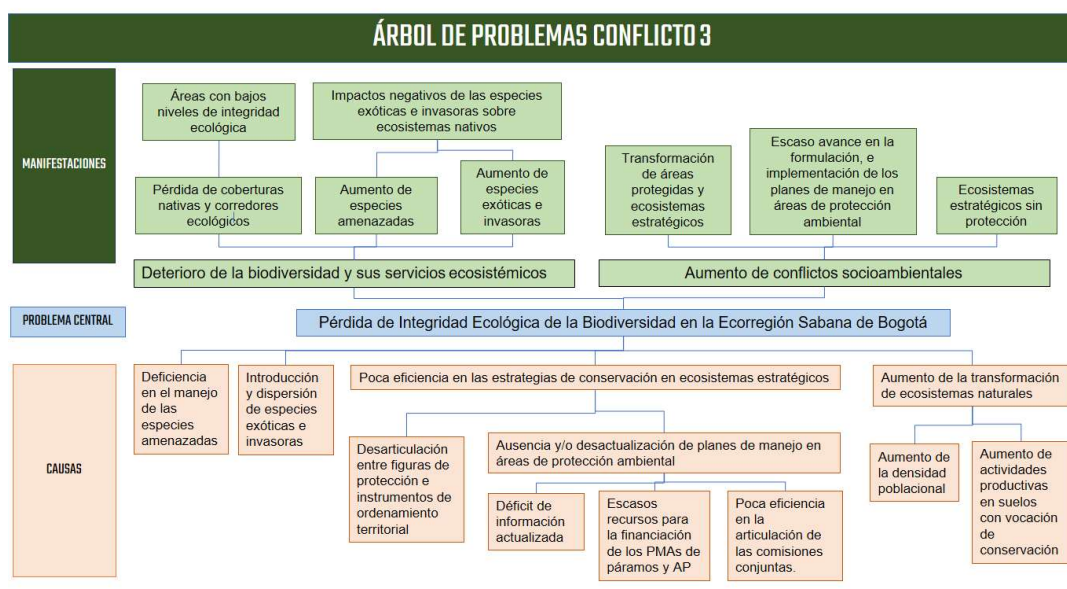 ÁRBOL DE PROBLEMAS CONFLICTO 3
MANIFESTACIONES
Áreas con bajos
niveles de integridad
ecológica
Impactos negativos de las especies
exóticas e invasoras sobre
ecosistemas nativos
Pérdida de coberturas
nativas y corredores
ecológicos
Aumento de
especies
amenazadas
Aumento de
especies
exóticas e
invasoras
Transformación
de áreas
protegidas y
ecosistemas
estratégicos
Escaso avance en la
formulación, e
implementación de los
planes de manejo en
áreas de protección
ambiental
Ecosistemas
estratégicos sin
protección
Deterioro de la biodiversidad y sus servicios ecosistémicos
Aumento de conflictos socioambientales
PROBLEMA CENTRAL
Pérdida de Integridad Ecológica de la Biodiversidad en la Ecorregión Sabana de Bogotá
CAUSAS
Deficiencia
en el manejo
de las
especies
amenazadas
Introducción
y dispersión
de especies
exóticas e
invasoras
Poca eficiencia en las estrategias de conservación en ecosistemas estratégicos
Aumento de la transformación
de ecosistemas naturales
Desarticulación
entre figuras de
protección e
instrumentos de
ordenamiento
territorial
Ausencia y/o desactualización de planes de manejo en
áreas de protección ambiental
Déficit de
información
actualizada
Escasos
recursos para
la financiación
de los PMAs de
páramos y AP
Poca eficiencia
en la
articulación de
las comisiones
conjuntas.
Aumento de
la densidad
poblacional
Aumento de
actividades
productivas
en suelos
con vocación
de
conservación